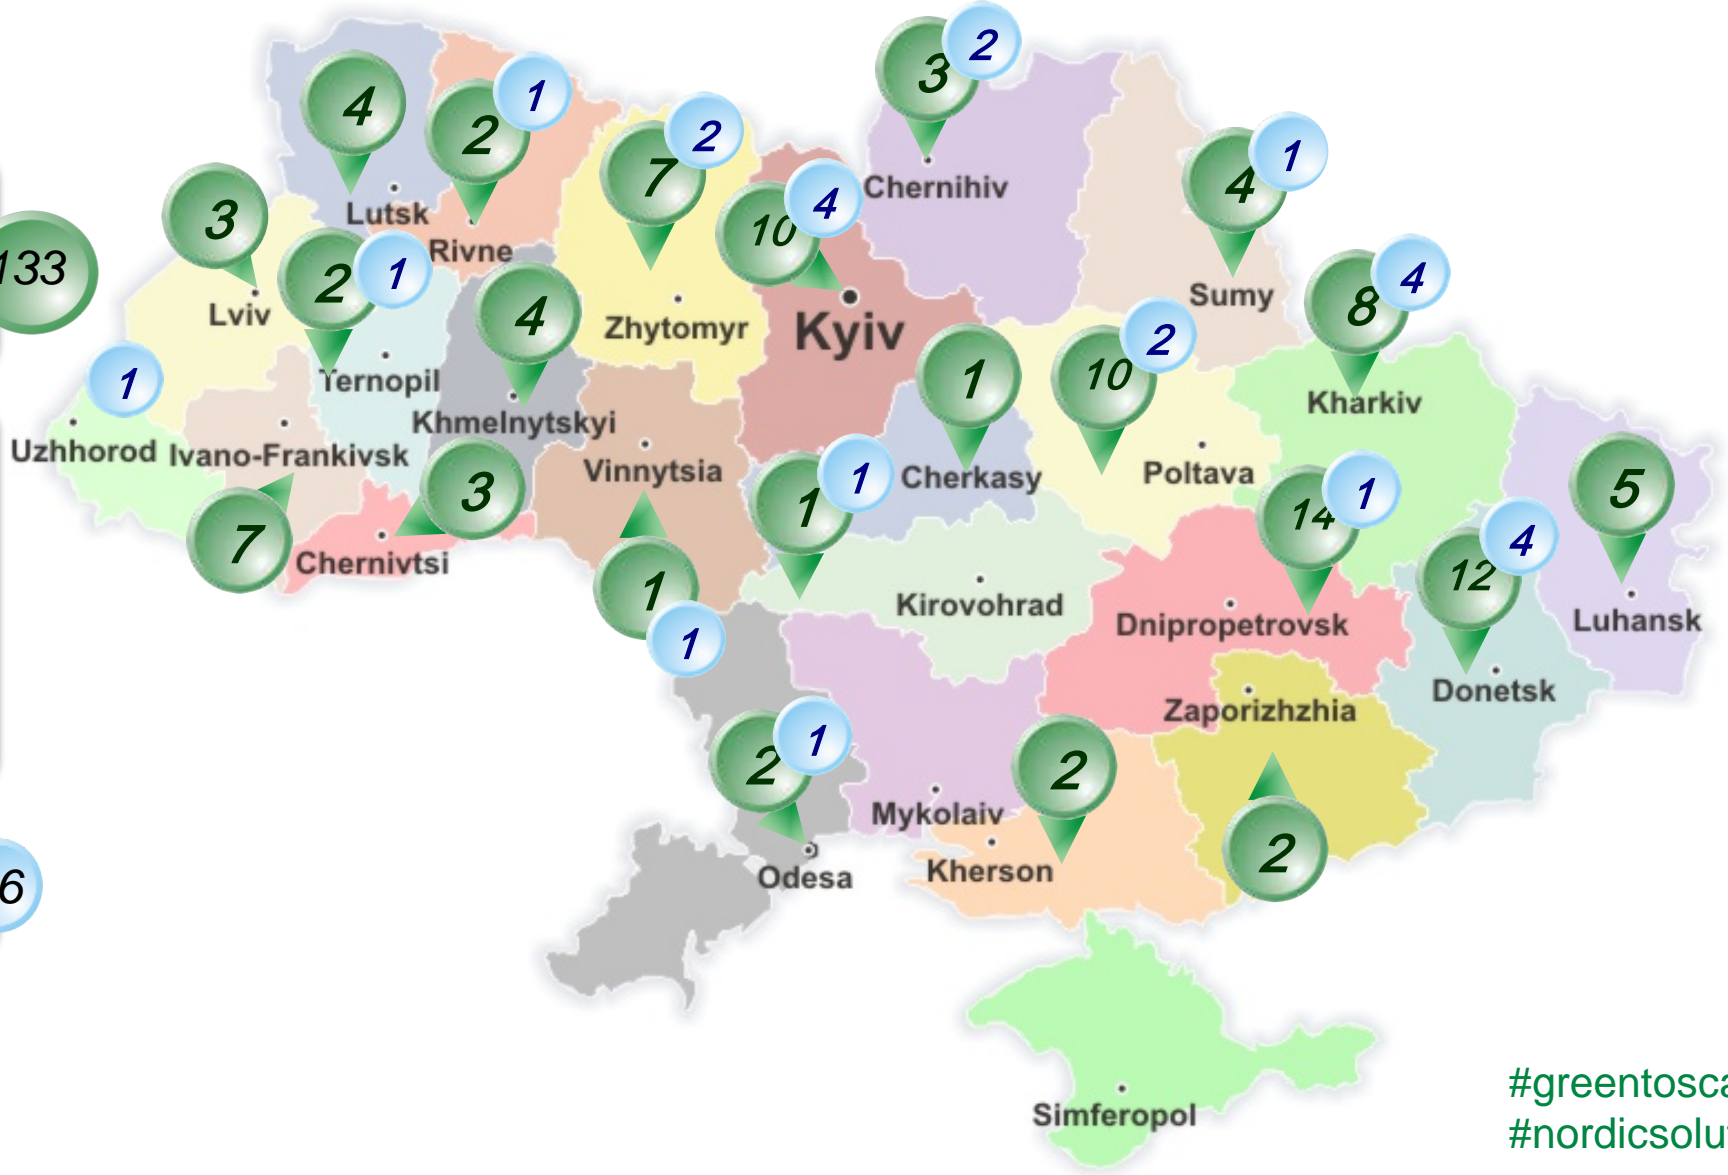 2
3
1
4
1
2
2
7
4
10
Chernihiv
1
4
Lutsk
Rivne
3
133
1
2
Lviv
4
Zhytomyr
Kyiv
Sumy
4
8
1
Ternopil
Khmelnytskyi
1
2
10
Kharkiv
Uzhhorod
Ivano-Frankivsk
Vinnytsia
Cherkasy
Poltava
3
7
Chernivtsi
1
1
1
14
5
4
12
1
1
Kirovohrad
Dnipropetrovsk
Luhansk
Donetsk
Zaporizhzhia
1
2
2
Mykolaiv
Kherson
Odesa
2
6
Simferopol
#greentosca
#nordicsolu